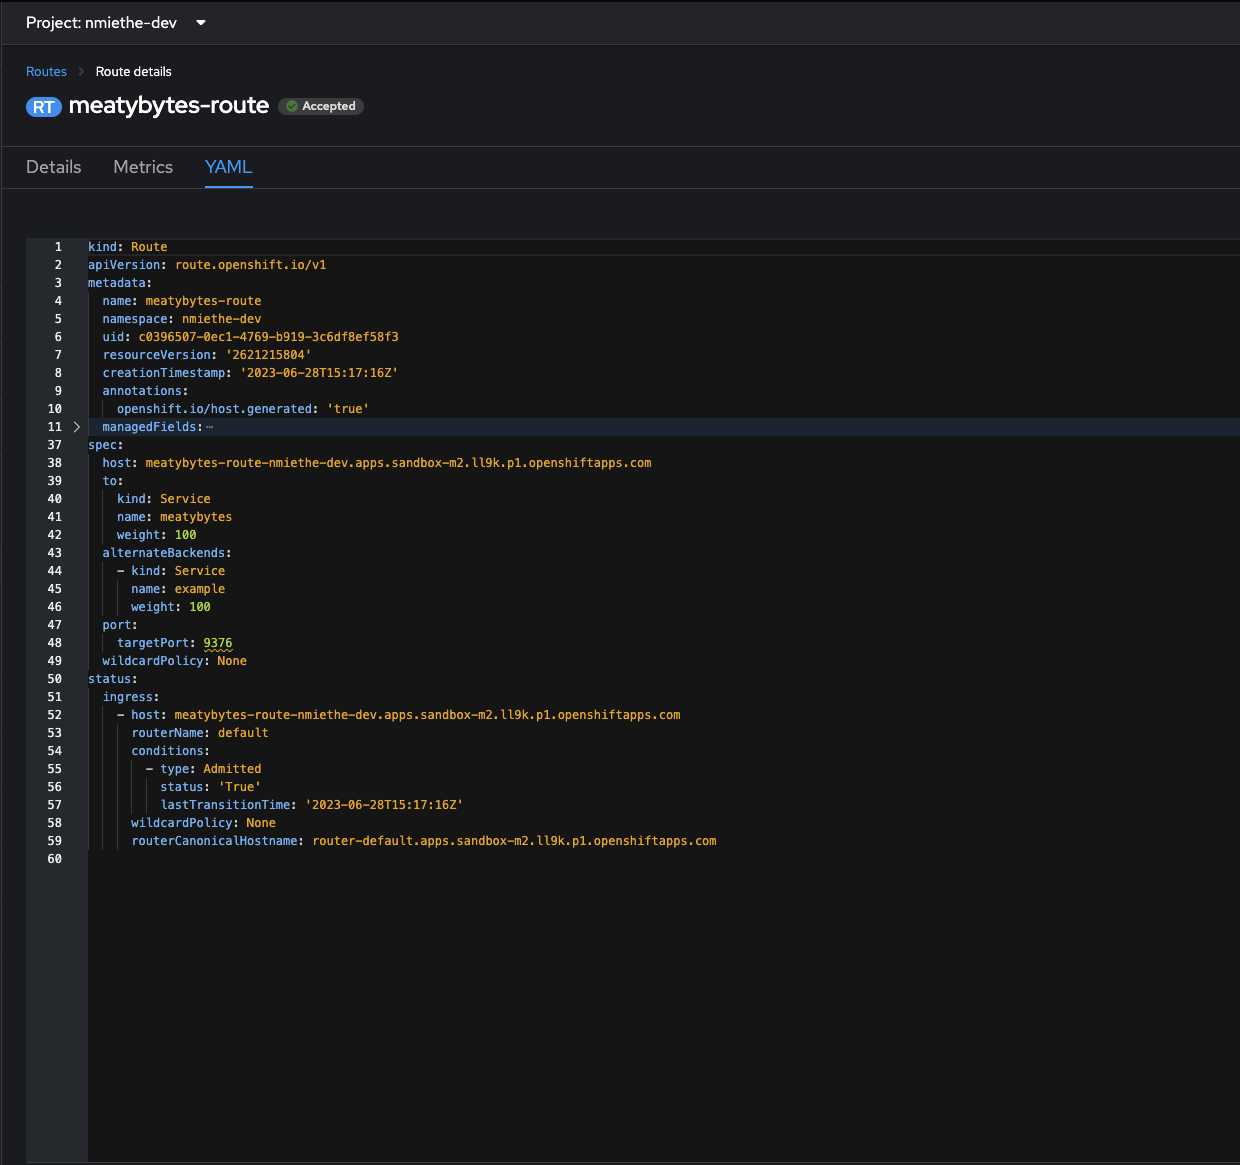 Project: nmiethe-dev
Routes > Route details
RT meatybytes-route Accepted
Details Metrics YAML
1 kind: Route
2 apiVersion: route.openshift.io/v1
3 metadata:
4 name: meatybytes-route
5 namespace: nmiethe-dev
6 uid: c0396507-0ec1-4769-b919-3c6df8ef58f3
7 resourceVersion: '2621215804'
8 creationTimestamp: '2023-06-28T15:17:16Z'
9 annotations:
10 openshift.io/host.generated: 'true'
11 managedFields:⋯
37 spec:
38 host: meatybytes-route-nmiethe-dev.apps.sandbox-m2.ll9k.p1.openshiftapps.com
39 to:
40 kind: Service
41 name: meatybytes
42 weight: 100
43 alternateBackends:
44 - kind: Service
45 name: example
46 weight: 100
47 port:
48 targetPort: 9376
49 wildcardPolicy: None
50 status:
51 ingress:
52 - host: meatybytes-route-nmiethe-dev.apps.sandbox-m2.ll9k.p1.openshiftapps.com
53 routerName: default
54 conditions:
55 - type: Admitted
56 status: 'True'
57 lastTransitionTime: '2023-06-28T15:17:16Z'
58 wildcardPolicy: None
59 routerCanonicalHostname: router-default.apps.sandbox-m2.ll9k.p1.openshiftapps.com
60